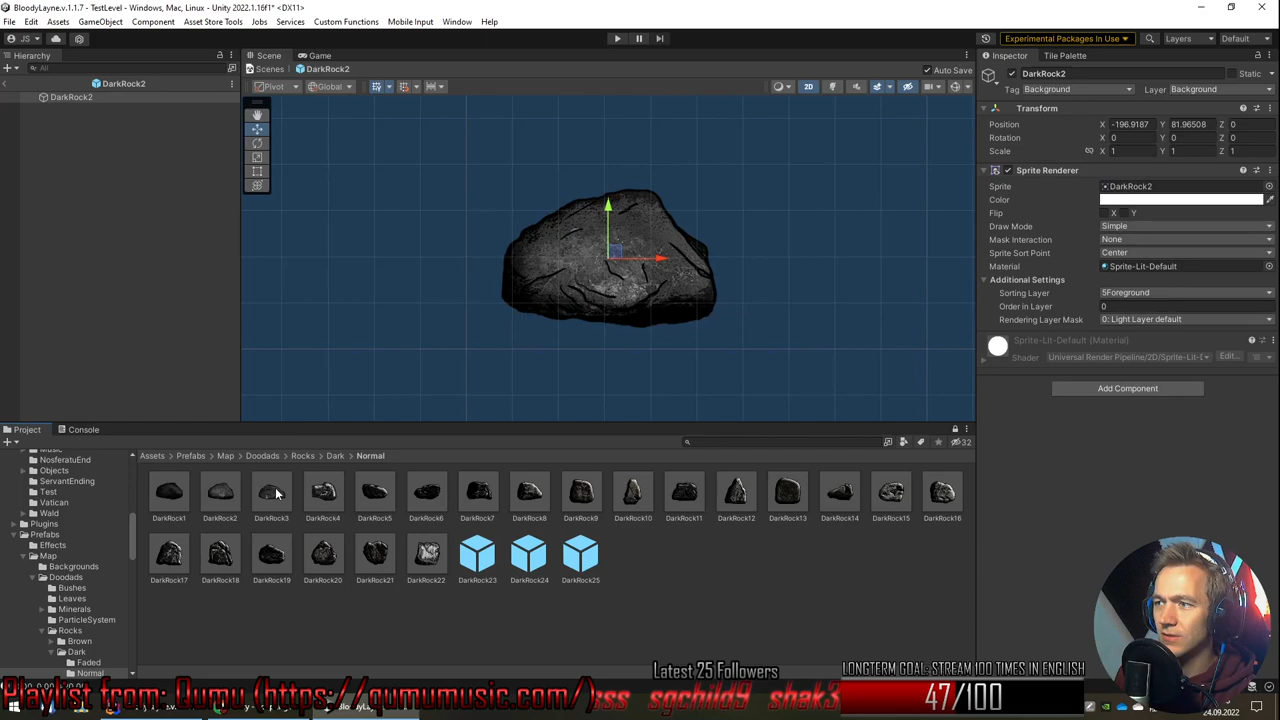 BloodyLayne.v.1.1.7 - TestLevel - Windows, Mac, Linux - Unity 2022.1.16f1* <DX11>
File Edit Assets GameObject Component Asset Store Tools Jobs Services Custom Functions Mobile Input Window Help
JS Experimental Packages In Use Layers Default
Hierarchy Scene Game Inspector Tile Palette
All Scenes DarkRock2 Auto Save DarkRock2 Static
DarkRock2 Pivot Global 2D Tag Background Layer Background
DarkRock2
Transform
Position X -196.9187 Y 81.96508 Z 0
Rotation X 0 Y 0 Z 0
Scale X 1 Y 1 Z 1
Sprite Renderer
Sprite DarkRock2
Color
Flip X Y
Draw Mode Simple
Mask Interaction None
Sprite Sort Point Center
Material Sprite-Lit-Default
Additional Settings
Sorting Layer 5Foreground
Order in Layer 0
Rendering Layer Mask 0: Light Layer default
Sprite-Lit-Default (Material)
Shader Universal Render Pipeline/2D/Sprite-Lit-D Edit...
Add Component
Project Console
32
Music
NosferatuEnd
Objects
ServantEnding
Test
Vatican
Wald
Plugins
Prefabs
Effects
Map
Backgrounds
Doodads
Bushes
Leaves
Minerals
ParticleSystem
Rocks
Brown
Dark
Faded
Normal
Assets Prefabs Map Doodads Rocks Dark Normal
DarkRock1 DarkRock2 DarkRock3 DarkRock4 DarkRock5 DarkRock6 DarkRock7 DarkRock8 DarkRock9 DarkRock10 DarkRock11 DarkRock12 DarkRock13 DarkRock14 DarkRock15 DarkRock16
DarkRock17 DarkRock18 DarkRock19 DarkRock20 DarkRock21 DarkRock22 DarkRock23 DarkRock24 DarkRock25
Latest 25 Followers
LONGTERM GOAL: STREAM 100 TIMES IN ENGLISH
Playlist from: Qumu (https://qumumusic.com/)
sss sgchild9 shak3
47/100
.09.2022